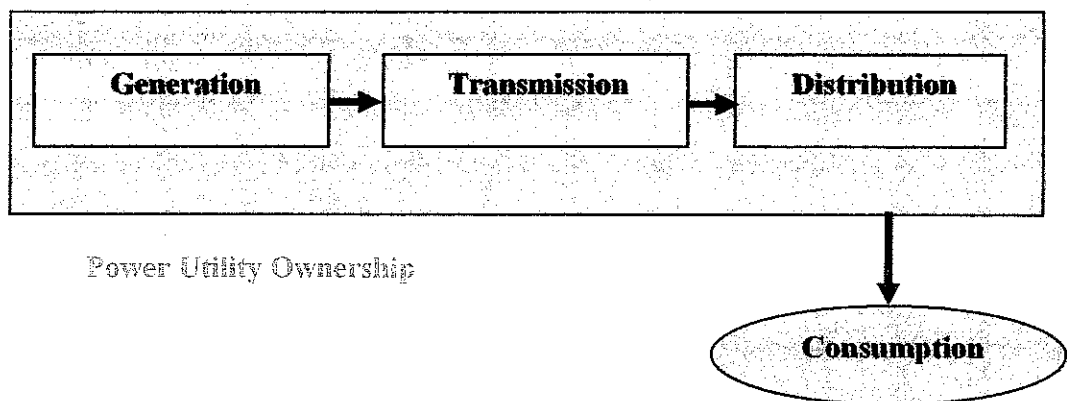 Generation
Transmission
Distribution
Power Utility Ownership
Consumption